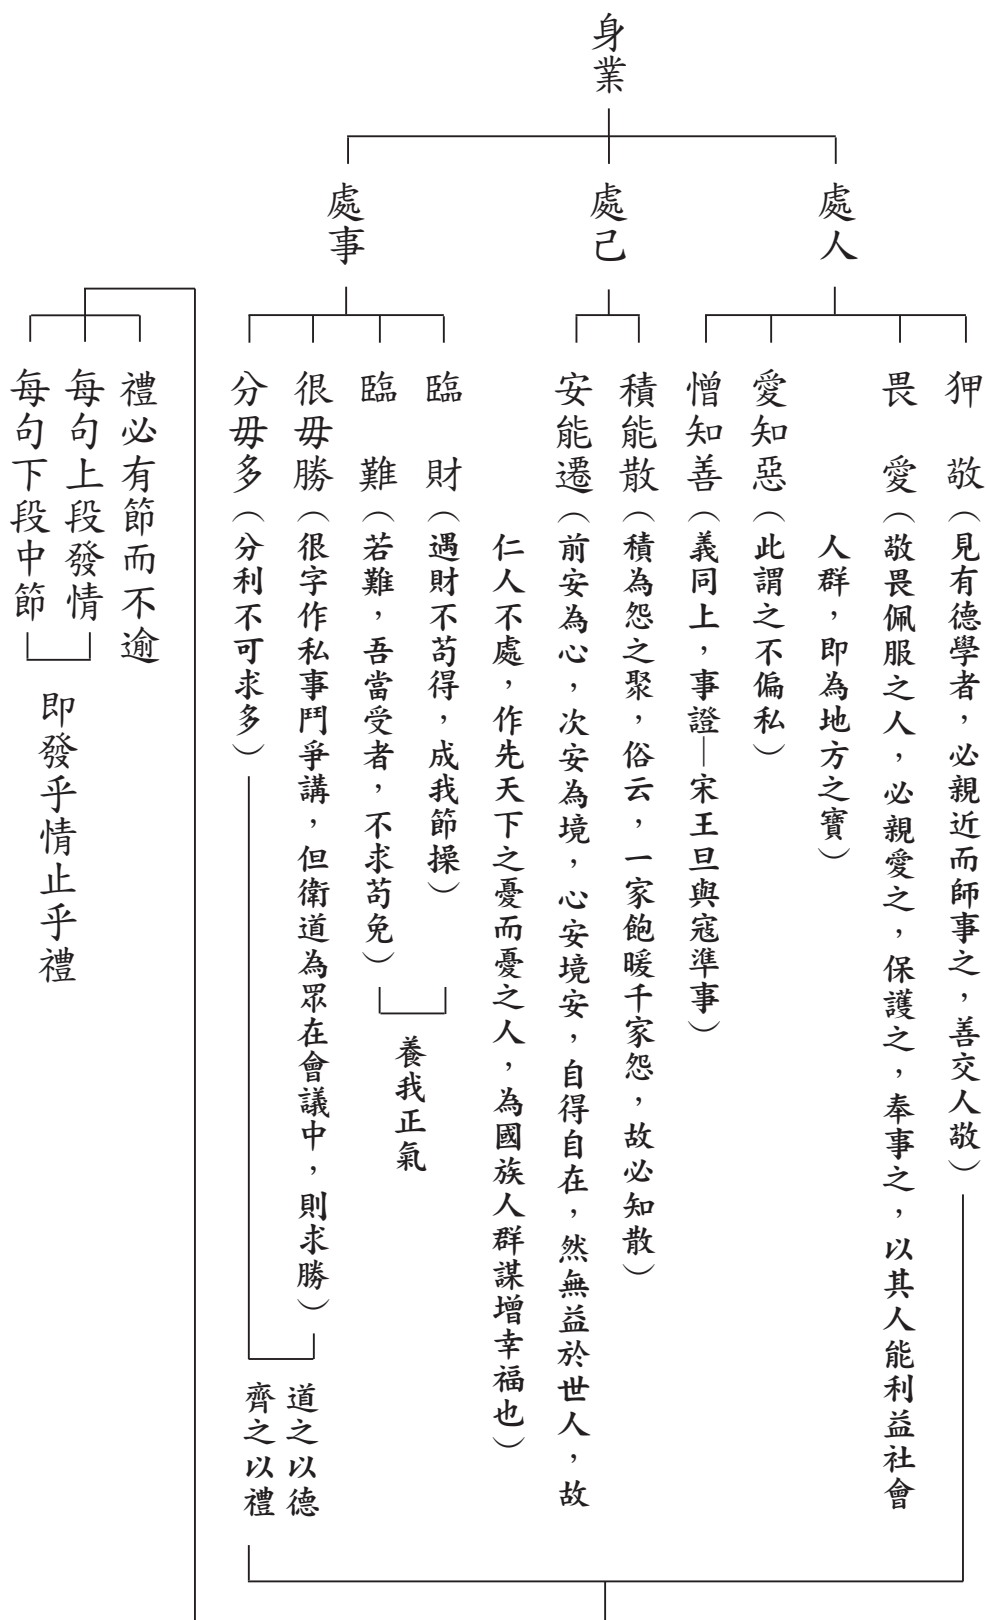 身業
處人
處己
處事
狎　敬（見有德學者，必親近而師事之，善交人敬）
畏　愛（敬畏佩服之人，必親愛之，保護之，奉事之，以其人能利益社會
人群，即為地方之寶）
愛知惡（此謂之不偏私）
憎知善（義同上，事證—宋王旦與寇準事）
積能散（積為怨之聚，俗云，一家飽暖千家怨，故必知散）
安能遷（前安為心，次安為境，心安境安，自得自在，然無益於世人，故
仁人不處，作先天下之憂而憂之人，為國族人群謀增幸福也）
臨　財（遇財不苟得，成我節操）
臨　難（若難，吾當受者，不求苟免）
養我正氣
很毋勝（很字作私事鬥爭講，但衛道為眾在會議中，則求勝）
分毋多（分利不可求多）
道之以德
齊之以禮
禮必有節而不逾
每句上段發情
每句下段中節
即發乎情止乎禮